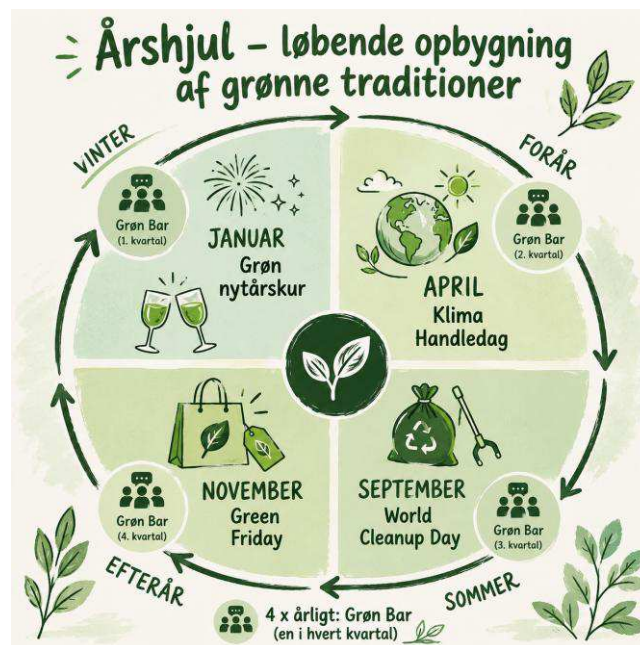 Årshjul – løbende opbygning
af grønne traditioner
VINTER
FORÅR
Grøn Bar
(1. kvartal)
JANUAR
Grøn
nytårskur
Grøn Bar
(2. kvartal)
APRIL
Klima
Handledag
NOVEMBER
Green
Friday
Grøn Bar
(4. kvartal)
SEPTEMBER
World
Cleanup Day
Grøn Bar
(3. kvartal)
EFTERÅR
SOMMER
4 x årligt: Grøn Bar
(en i hvert kvartal)